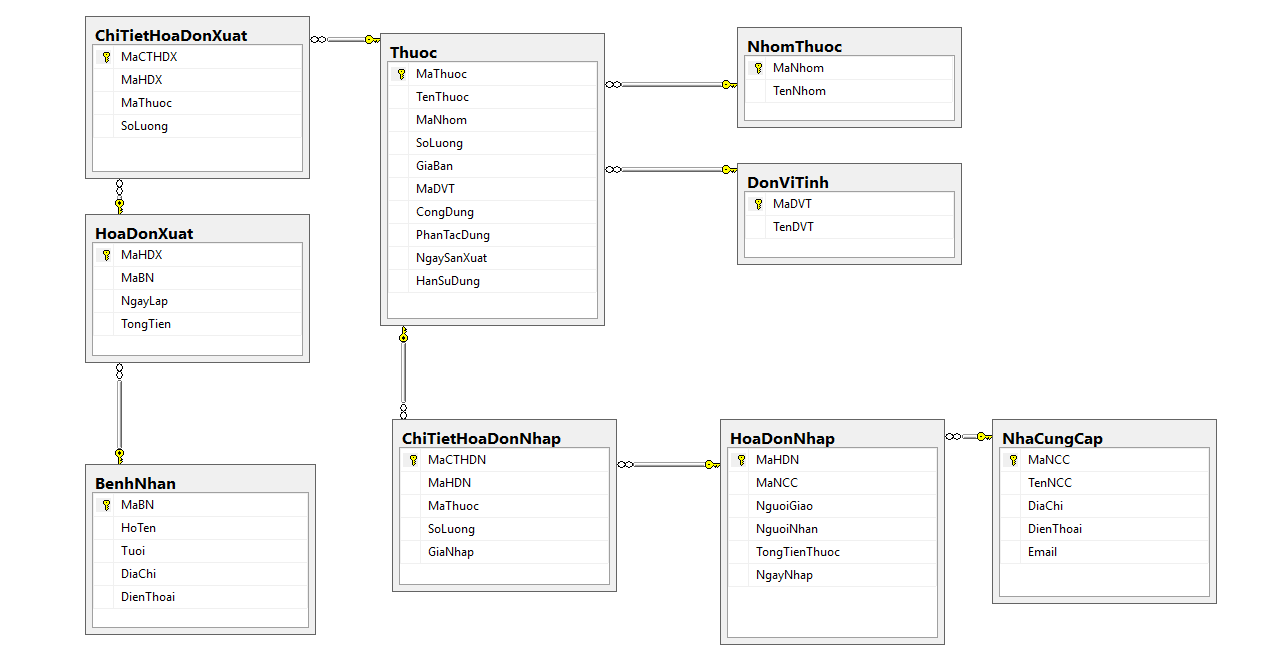 ChiTietHoaDonXuat
MaCTHDX
MaHDX
MaThuoc
SoLuong
Thuoc
MaThuoc
TenThuoc
MaNhom
SoLuong
GiaBan
MaDVT
CongDung
PhanTacDung
NgaySanXuat
HanSuDung
NhomThuoc
MaNhom
TenNhom
DonViTinh
MaDVT
TenDVT
HoaDonXuat
MaHDX
MaBN
NgayLap
TongTien
BenhNhan
MaBN
HoTen
Tuoi
DiaChi
DienThoai
ChiTietHoaDonNhap
MaCTHDN
MaHDN
MaThuoc
SoLuong
GiaNhap
HoaDonNhap
MaHDN
MaNCC
NguoiGiao
NguoiNhan
TongTienThuoc
NgayNhap
NhaCungCap
MaNCC
TenNCC
DiaChi
DienThoai
Email